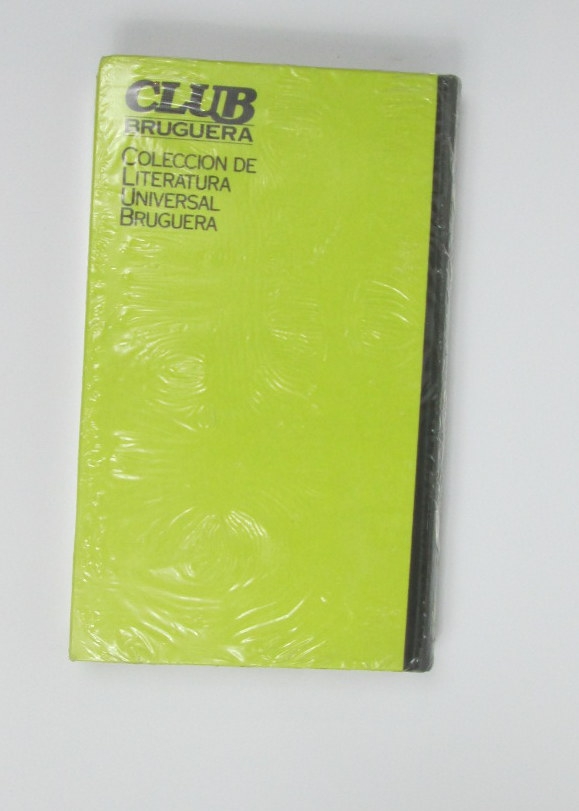 CLUB
BRUGUERA
COLECCION DE
LITERATURA
UNIVERSAL
BRUGUERA